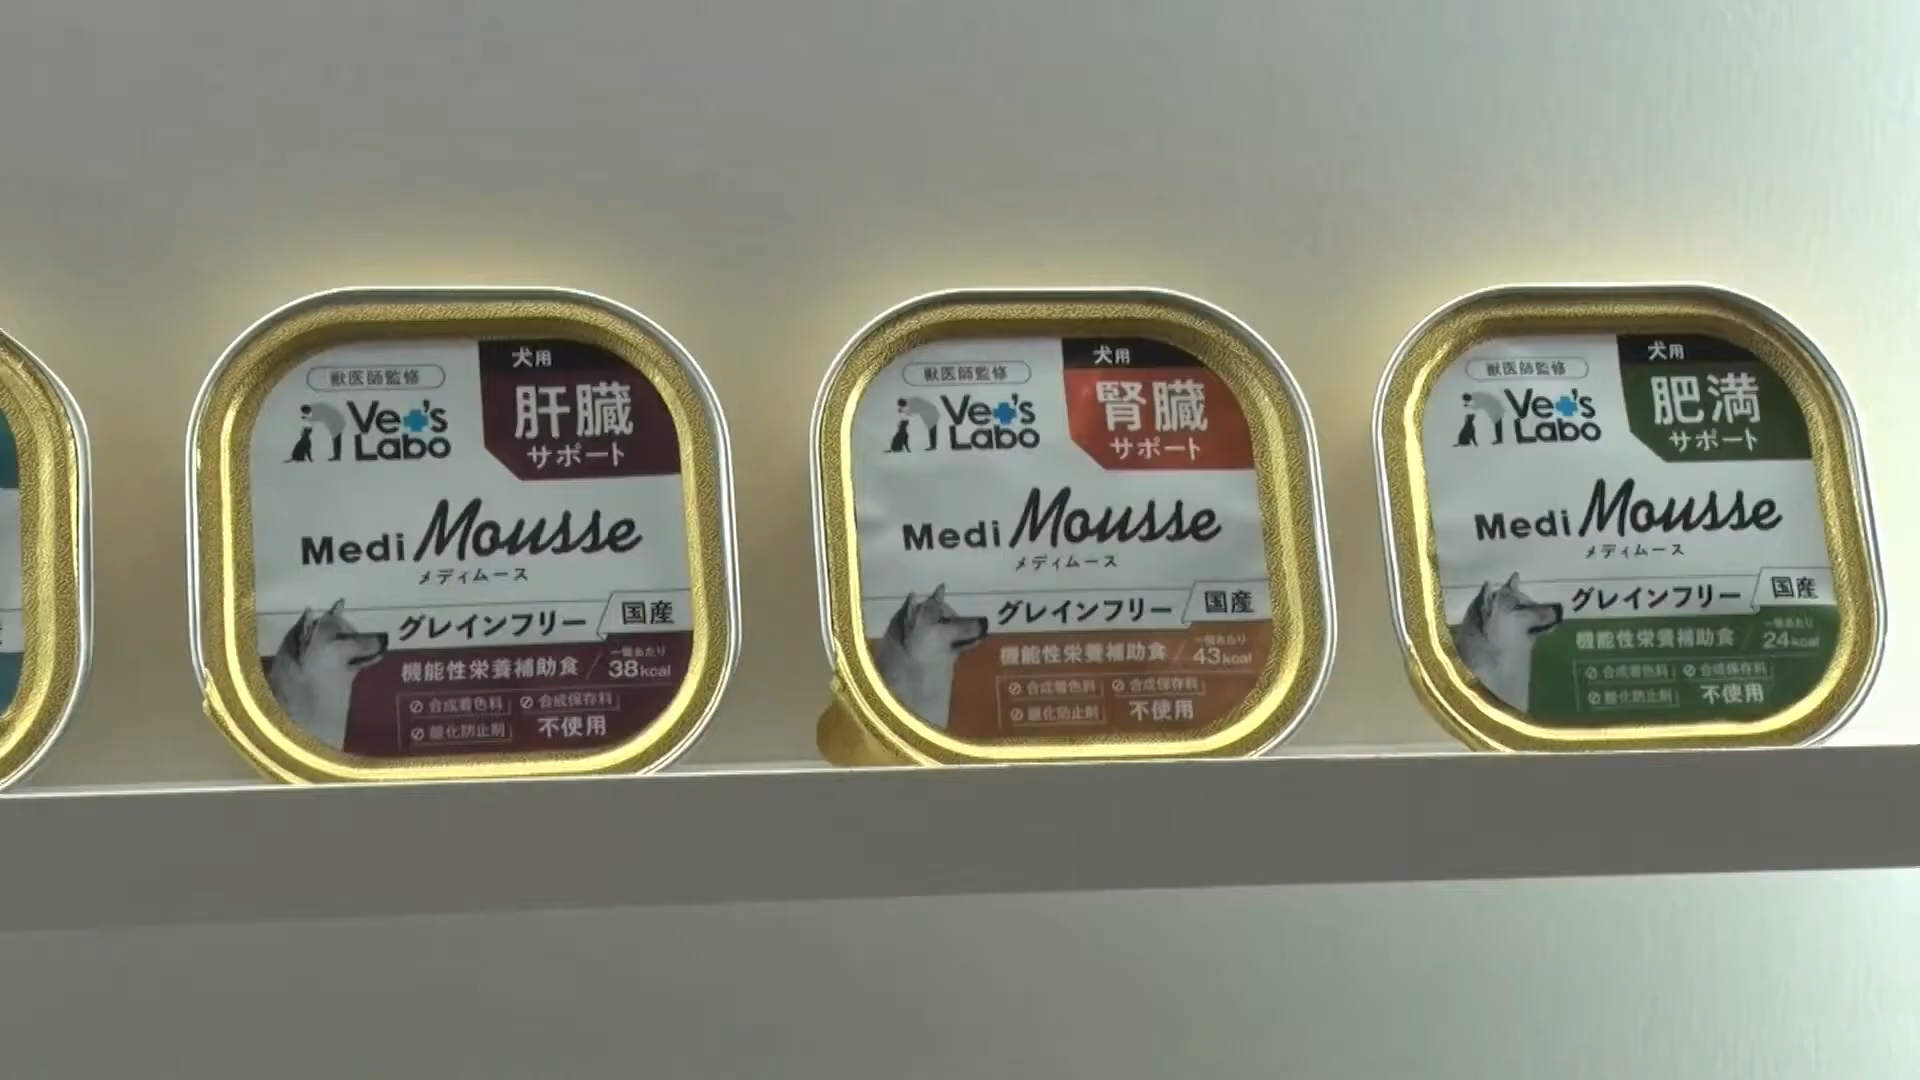 獣医師監修
Vet's
Labo
犬用
肝臓
サポート
Medi Mousse
メディムース
グレインフリー
国産
機能性栄養補助食
一個あたり
38kcal
合成着色料
合成保存料
酸化防止剤
不使用
獣医師監修
Vet's
Labo
犬用
腎臓
サポート
Medi Mousse
メディムース
グレインフリー
国産
機能性栄養補助食
一個あたり
43kcal
合成着色料
合成保存料
酸化防止剤
不使用
獣医師監修
Vet's
Labo
犬用
肥満
サポート
Medi Mousse
メディムース
グレインフリー
国産
機能性栄養補助食
一個あたり
24kcal
合成着色料
合成保存料
酸化防止剤
不使用